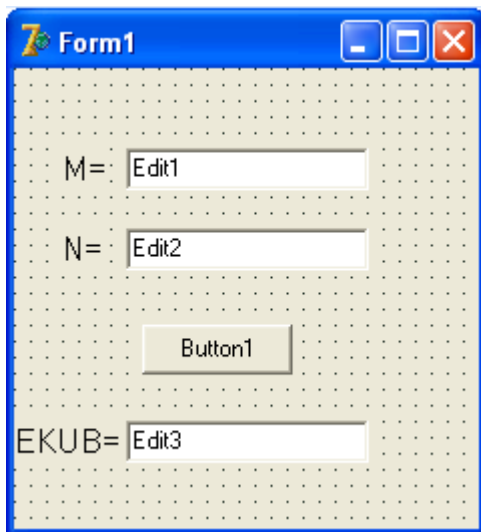 Form1
M= Edit1
N= Edit2
Button1
EKUB= Edit3